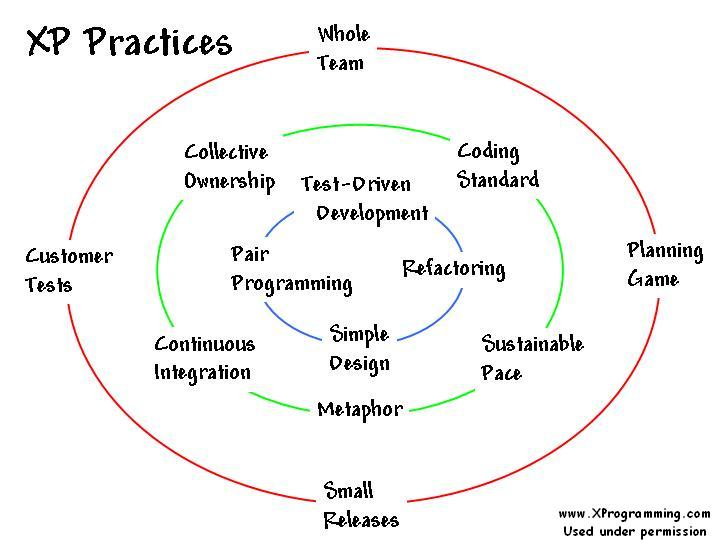 XP Practices
Whole
Team
Collective
Ownership
Coding
Standard
Test-Driven
Development
Customer
Tests
Pair
Programming
Refactoring
Planning
Game
Continuous
Integration
Simple
Design
Sustainable
Pace
Metaphor
Small
Releases
www.XProgramming.com
Used under permission